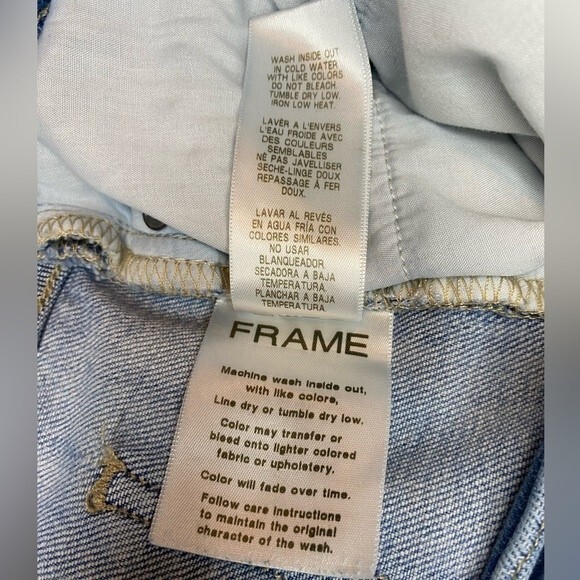 WASH INSIDE OUT
IN COLD WATER
WITH LIKE COLORS
DO NOT BLEACH.
TUMBLE DRY LOW.
IRON LOW HEAT.
LAVÉR A L'ENVERS
L'EAU FROIDE AVEC
DES COULEURS
SEMBLABLES
NÉ PAS JAVELLISER
SECHE-LINGE DOUX
REPASSAGE À FER
DOUX.
LAVAR AL REVÉS
EN AGUA FRÍA CON
COLORES SIMILARES.
NO USAR
BLANQUEADOR
SECADORA A BAJA
TEMPERATURA.
PLANCHAR A BAJA
TEMPERATURA
FRAME
Machine wash inside out,
with like colors,
Line dry or tumble dry low.
Color may transfer or
bleed onto lighter colored
fabric or upholetry.
Color will fade over time.
Follow care instructions
to maintain the original
character of the wash.